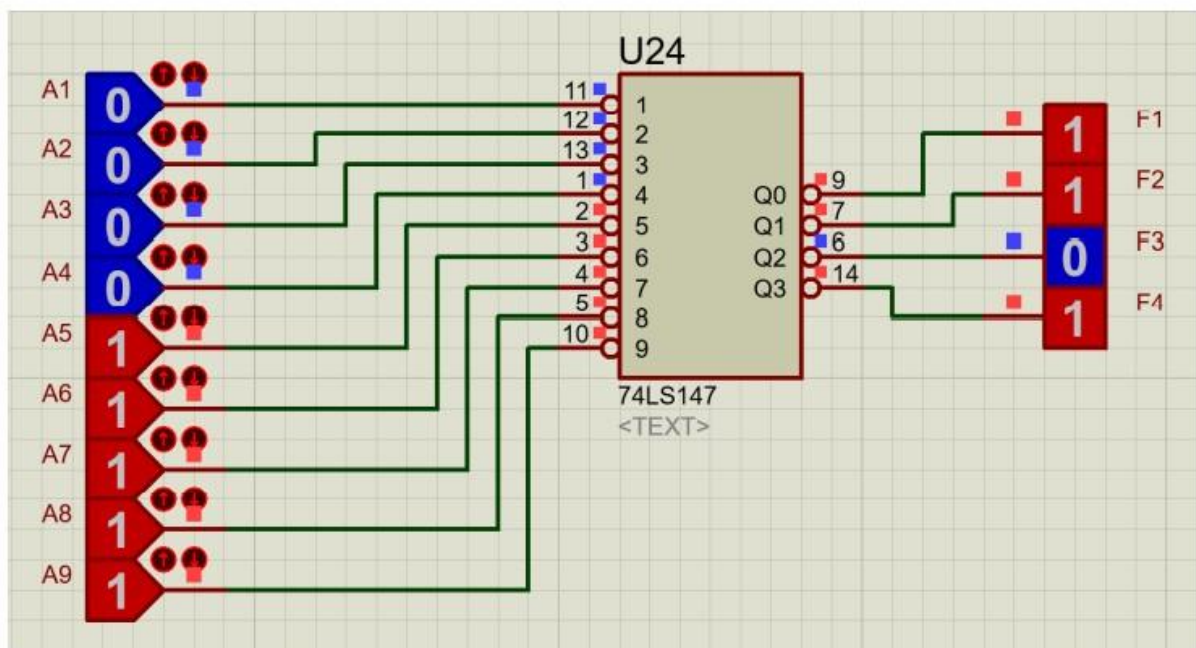 U24
A1 0
A2 0
A3 0
A4 0
A5 1
A6 1
A7 1
A8 1
A9 1
11 1
12 2
13 3
1 4
2 5
3 6
4 7
5 8
10 9
Q0 9
Q1 7
Q2 6
Q3 14
74LS147
<TEXT>
1 F1
1 F2
0 F3
1 F4